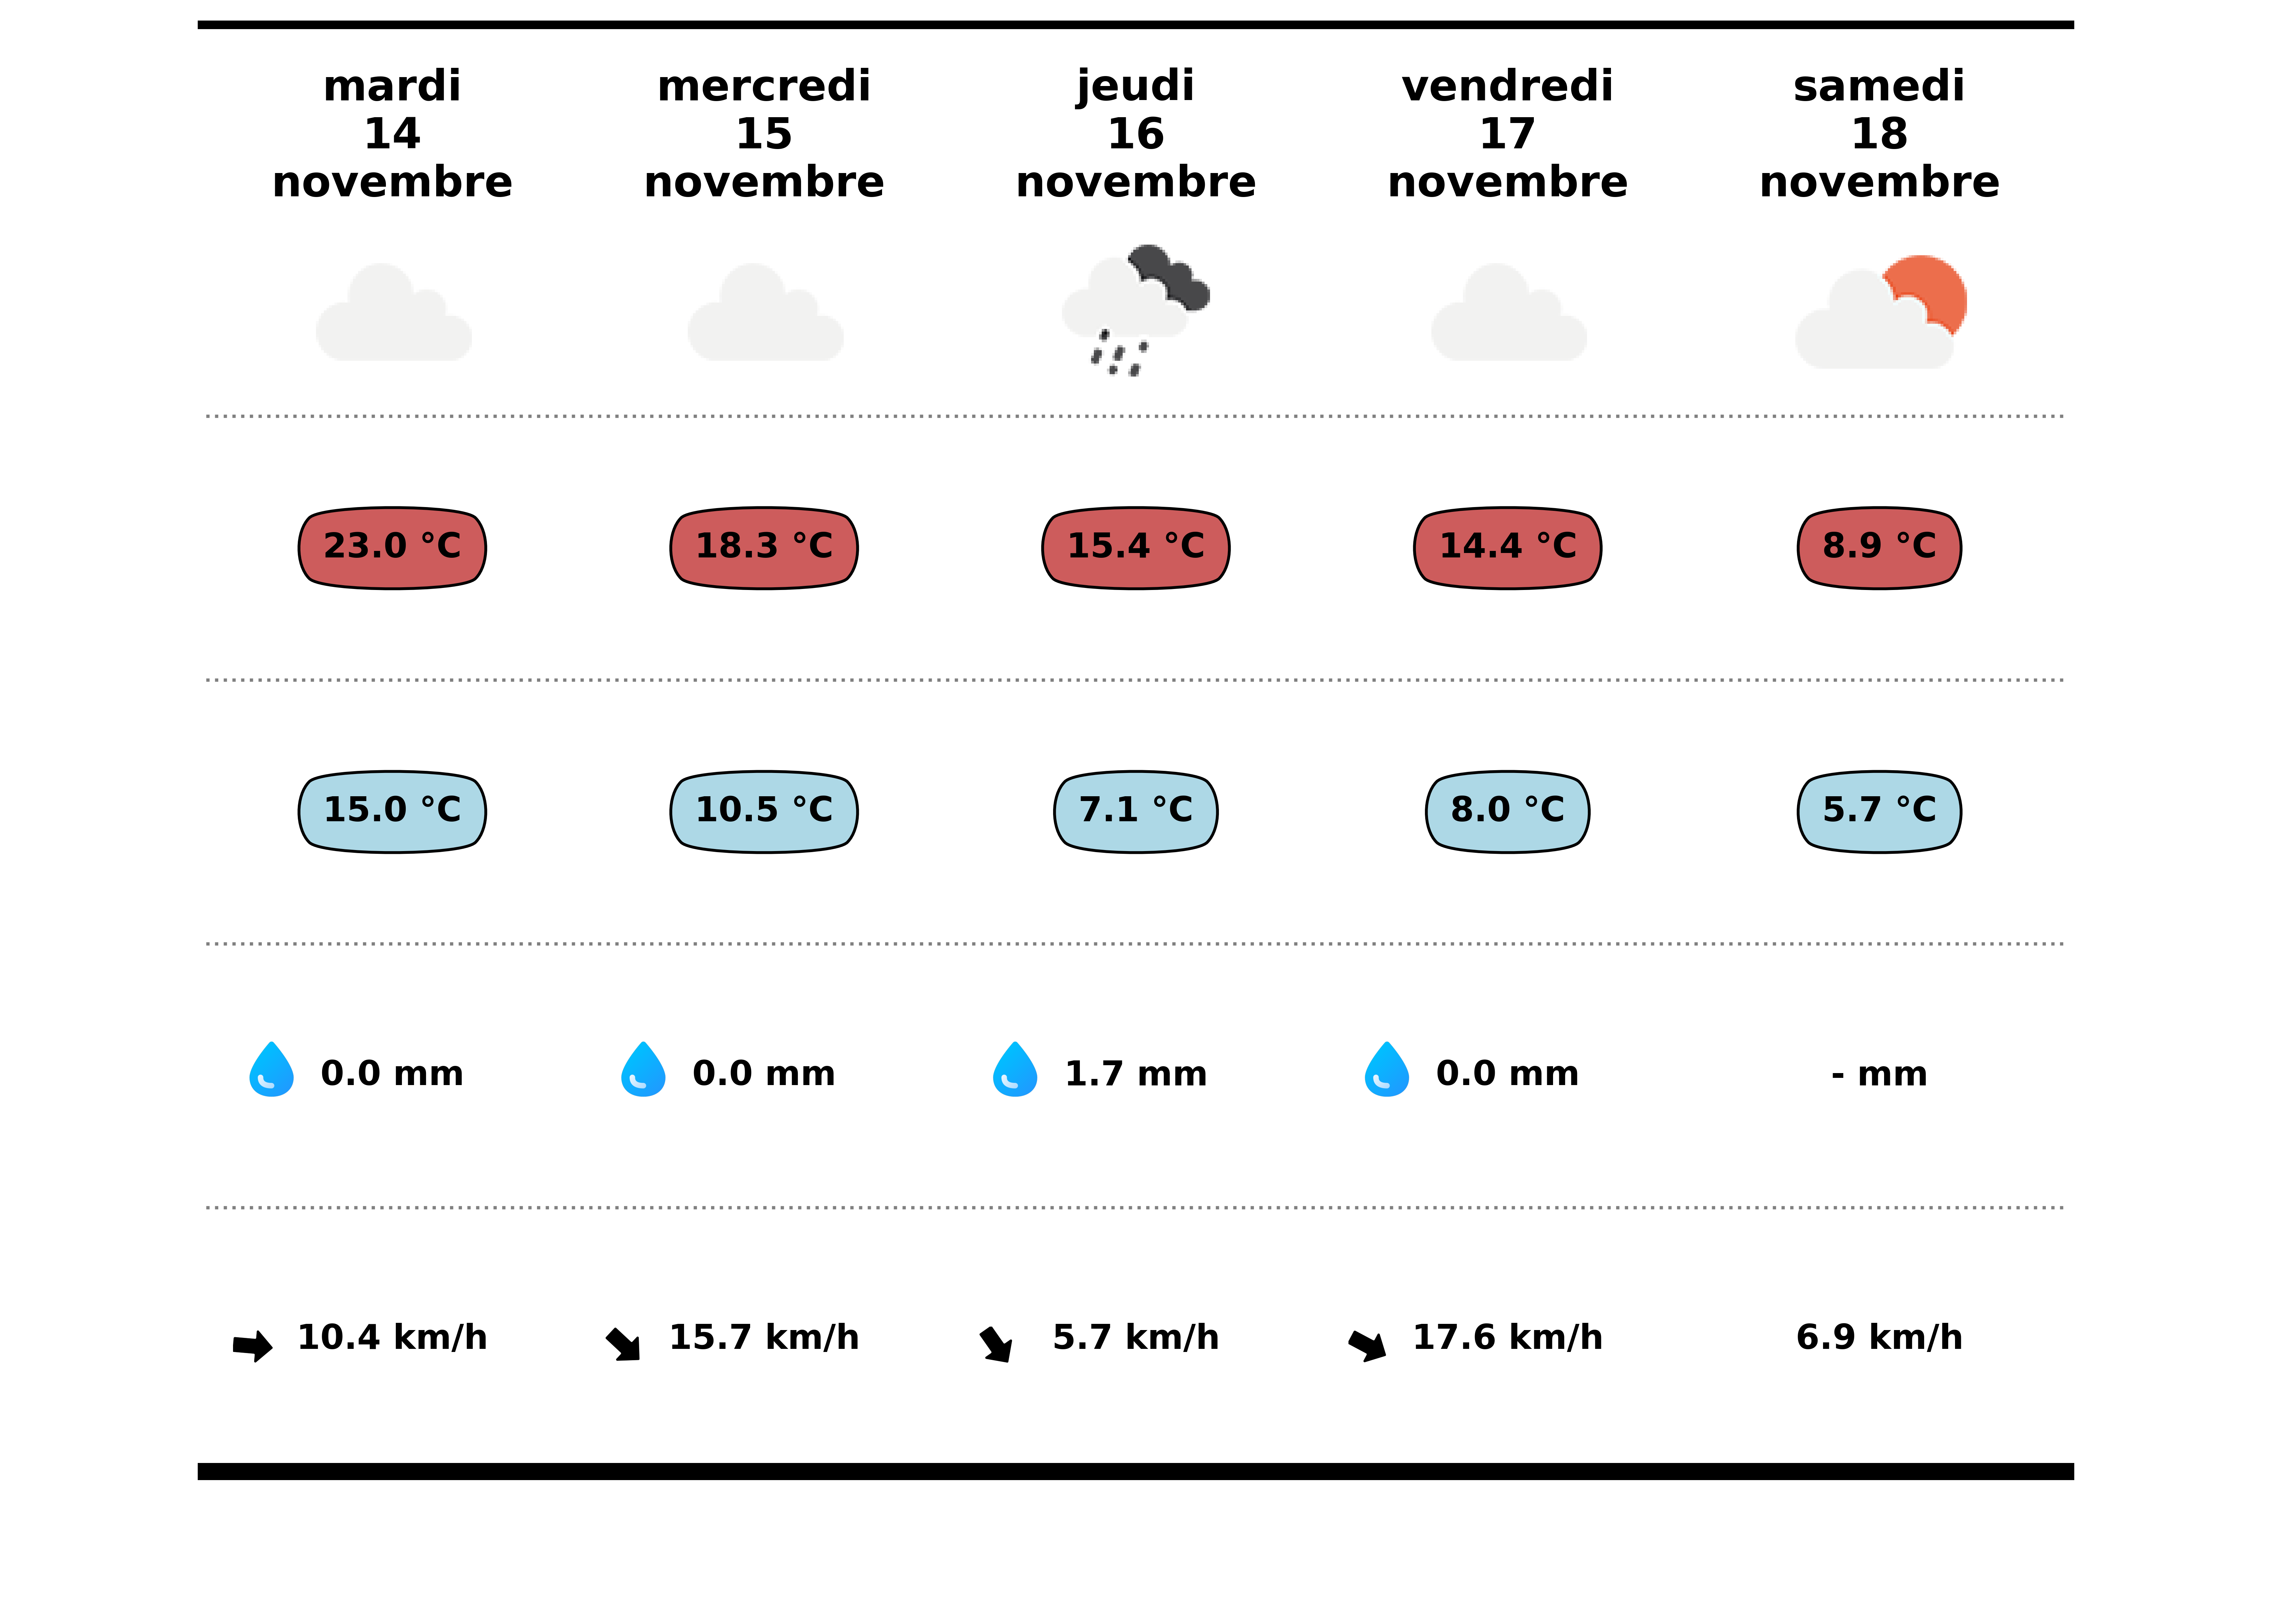 mardi
14
novembre
mercredi
15
novembre
jeudi
16
novembre
vendredi
17
novembre
samedi
18
novembre
23.0 °C
18.3 °C
15.4 °C
14.4 °C
8.9 °C
15.0 °C
10.5 °C
7.1 °C
8.0 °C
5.7 °C
0.0 mm
0.0 mm
1.7 mm
0.0 mm
- mm
10.4 km/h
15.7 km/h
5.7 km/h
17.6 km/h
6.9 km/h